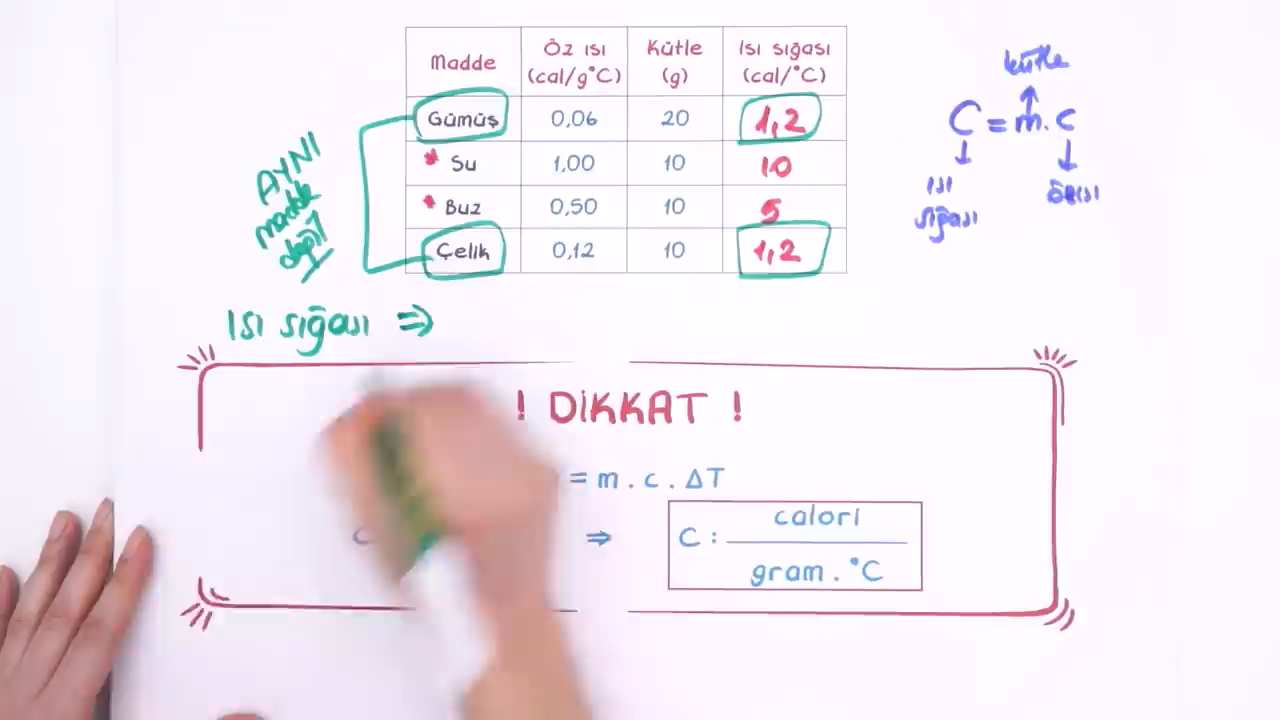 Madde Öz ısı (cal/g°C) Kütle (g) Isı sığası (cal/°C)
Gümüş 0,06 20 1,2
* Su 1,00 10 10
* Buz 0,50 10 5
Çelik 0,12 10 1,2
AYNI
madde
değil
kütle
C = m.c
ısı
sığası
özısı
Isı sığası ⇒
! DİKKAT !
= m . c . ΔT
⇒ C : calori
gram . °C